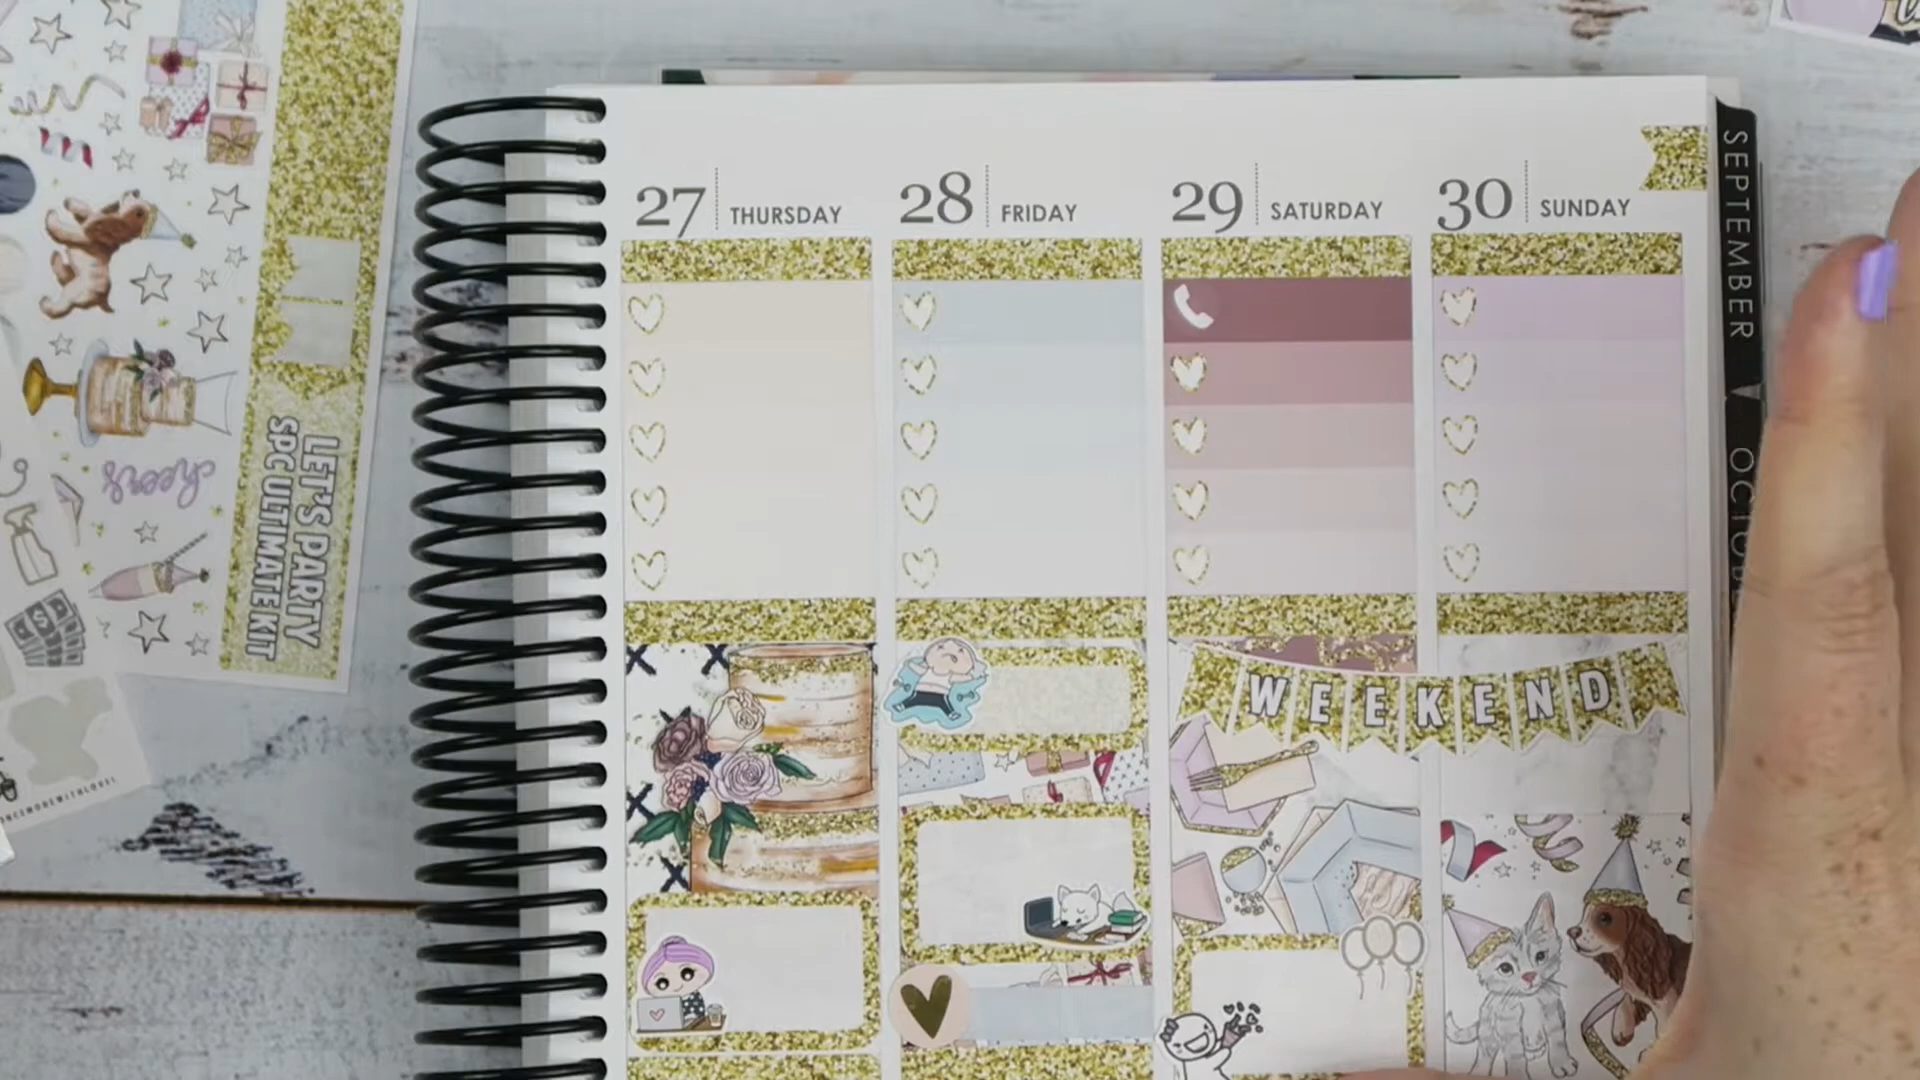 27 THURSDAY
28 FRIDAY
29 SATURDAY
30 SUNDAY
WEEKEND
SEPTEMBER
cheers
LET'S PARTY
SPC ULTIMATE KIT